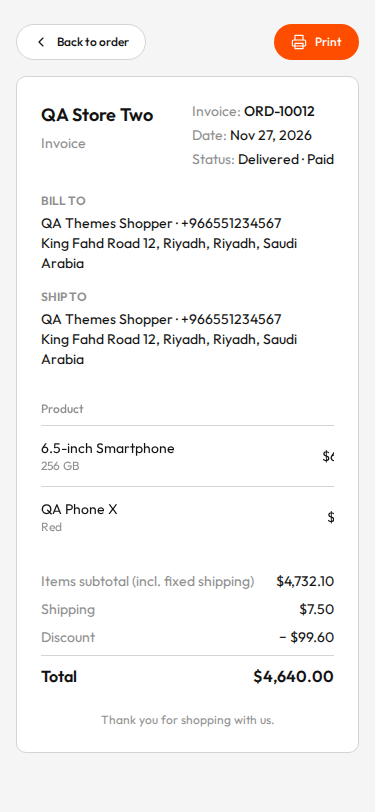 Back to order
Print
QA Store Two
Invoice
Invoice: ORD-10012
Date: Nov 27, 2026
Status: Delivered · Paid
BILL TO
QA Themes Shopper · +966551234567
King Fahd Road 12, Riyadh, Riyadh, Saudi
Arabia
SHIP TO
QA Themes Shopper · +966551234567
King Fahd Road 12, Riyadh, Riyadh, Saudi
Arabia
Product
6.5-inch Smartphone
256 GB
QA Phone X
$
Red
Items subtotal (incl. fixed shipping) $4,732.10
Shipping $7.50
Discount − $99.60
Total $4,640.00
Thank you for shopping with us.